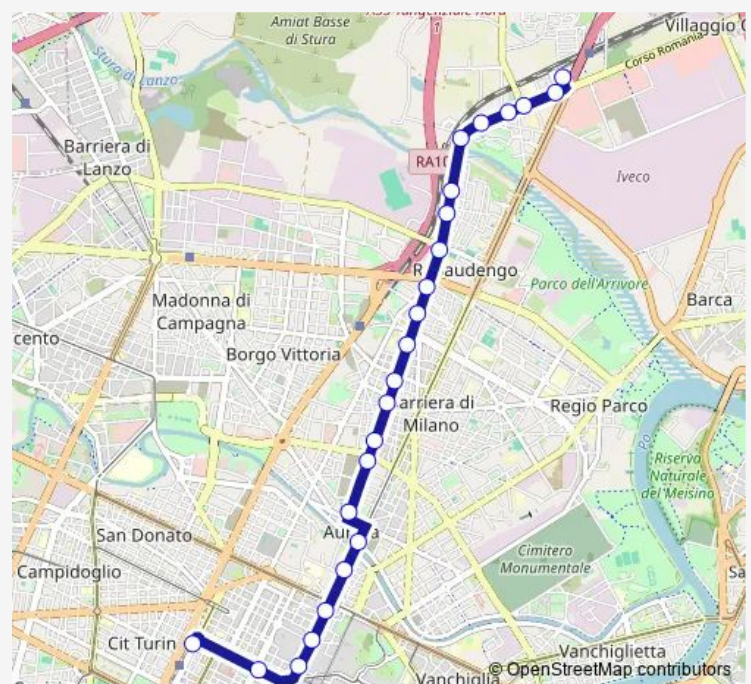 Amiat Basse
di Stura
Villaggio
Stura di Lanzo
Corso Romania
Barriera di
Lanzo
RA10
Iveco
Parco dell'Arrivore
Barca
Madonna di
Campagna
cento
Borgo Vittoria
arriera di
Milano
Regio Parco
Po
Riserva
Naturale
del Meisino
San Donato
Cimitero
Monumentale
Campidoglio
Cit Turin
Vanchiglietta
Vanchiglia
© OpenStreetMap contributors